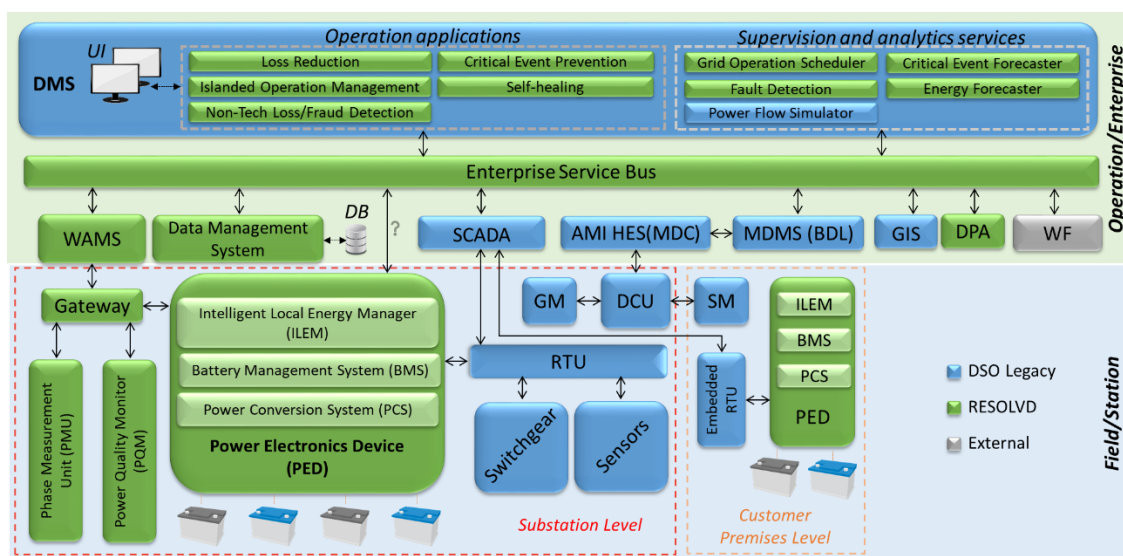 Operation applications
Supervision and analytics services
UI
DMS
Loss Reduction
Critical Event Prevention
Islanded Operation Management
Self-healing
Non-Tech Loss/Fraud Detection
Grid Operation Scheduler
Critical Event Forecaster
Fault Detection
Energy Forecaster
Power Flow Simulator
Operation/Enterprise
Enterprise Service Bus
WAMS
Data Management
System
DB
?
SCADA
AMI HES(MDC)
MDMS (BDL)
GIS
DPA
WF
Gateway
Phase Measurement
Unit (PMU)
Power Quality Monitor
(PQM)
Intelligent Local Energy Manager
(ILEM)
Battery Management System (BMS)
Power Conversion System (PCS)
Power Electronics Device
(PED)
GM
DCU
SM
RTU
Switchgear
Sensors
Embedded
RTU
ILEM
BMS
PCS
PED
Substation Level
Customer
Premises Level
DSO Legacy
RESOLVD
External
Field/Station